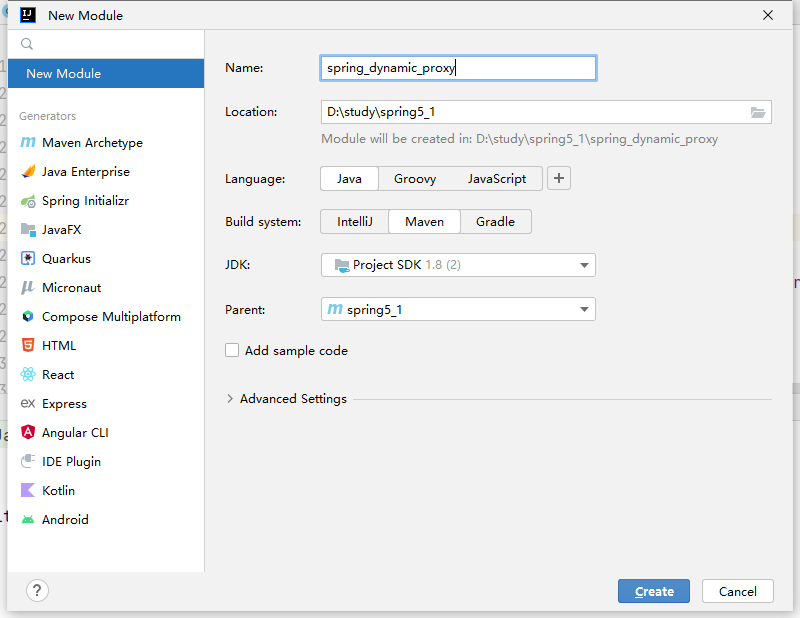 New Module
New Module
Generators
Maven Archetype
Java Enterprise
Spring Initializr
JavaFX
Quarkus
Micronaut
Compose Multiplatform
HTML
React
Express
Angular CLI
IDE Plugin
Kotlin
Android
Name: spring_dynamic_proxy
Location: D:\study\spring5_1
Module will be created in: D:\study\spring5_1\spring_dynamic_proxy
Language: Java Groovy JavaScript +
Build system: IntelliJ Maven Gradle
JDK: Project SDK 1.8 (2)
Parent: spring5_1
Add sample code
Advanced Settings
? Create Cancel